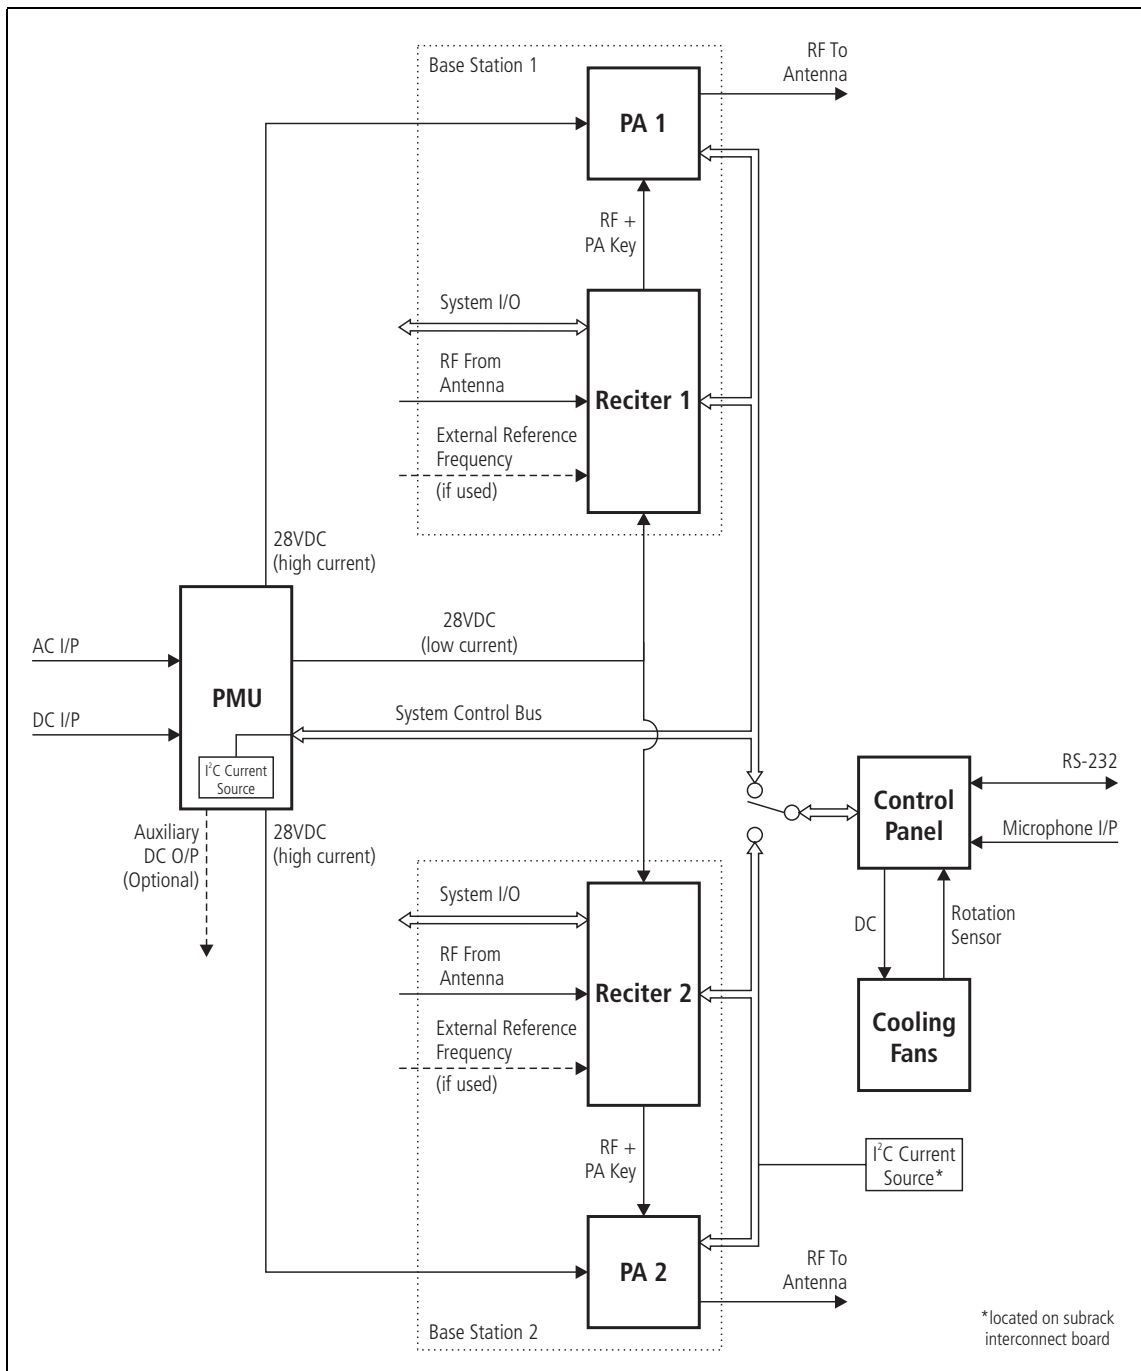 Base Station 1
RF To
Antenna
PA 1
RF +
PA Key
System I/O
RF From
Antenna
Reciter 1
External Reference
Frequency
(if used)
28VDC
(high current)
28VDC
(low current)
AC I/P
PMU
DC I/P
System Control Bus
I²C Current
Source
RS-232
Control
Panel
Microphone I/P
Auxiliary
DC O/P
(Optional)
28VDC
(high current)
System I/O
DC
Rotation
Sensor
RF From
Antenna
Reciter 2
External Reference
Frequency
(if used)
Cooling
Fans
RF +
PA Key
I²C Current
Source*
PA 2
RF To
Antenna
Base Station 2
*located on subrack
interconnect board